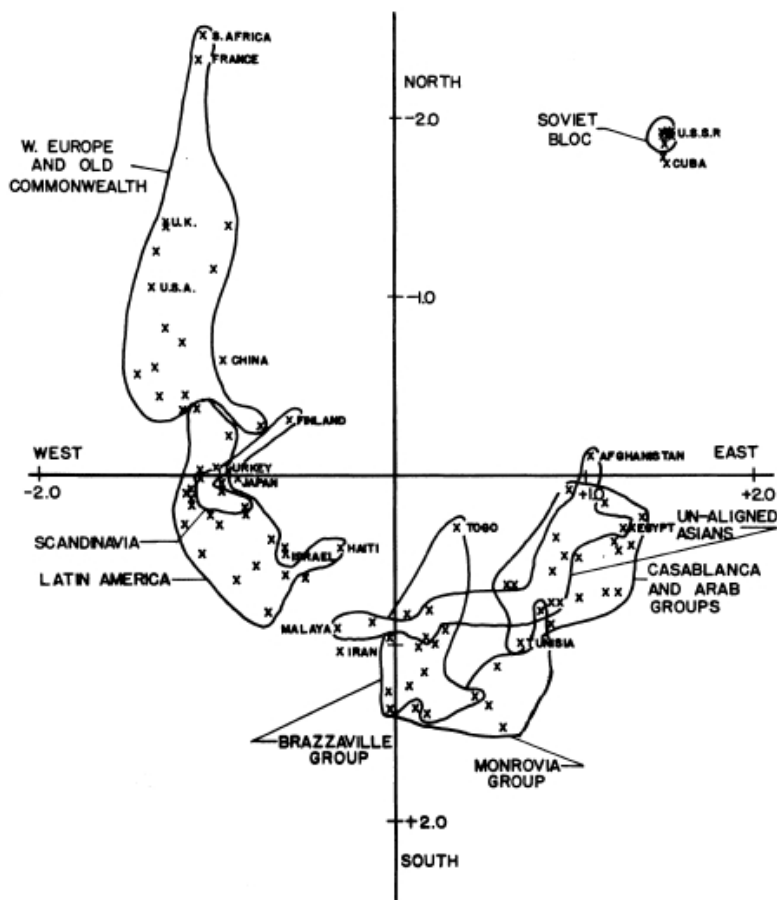 S. AFRICA
FRANCE
NORTH
-2.0
SOVIET
BLOC
U.S.S.R
CUBA
W. EUROPE
AND OLD
COMMONWEALTH
U.K.
U.S.A.
-1.0
CHINA
FINLAND
WEST
-2.0
TURKEY
JAPAN
AFGHANISTAN
EAST
+1.0
+2.0
SCANDINAVIA
LATIN AMERICA
ISRAEL
HAITI
TOGO
EGYPT
UN-ALIGNED
ASIANS
CASABLANCA
AND ARAB
GROUPS
MALAYA
IRAN
TUNISIA
BRAZZAVILLE
GROUP
MONROVIA
GROUP
+2.0
SOUTH